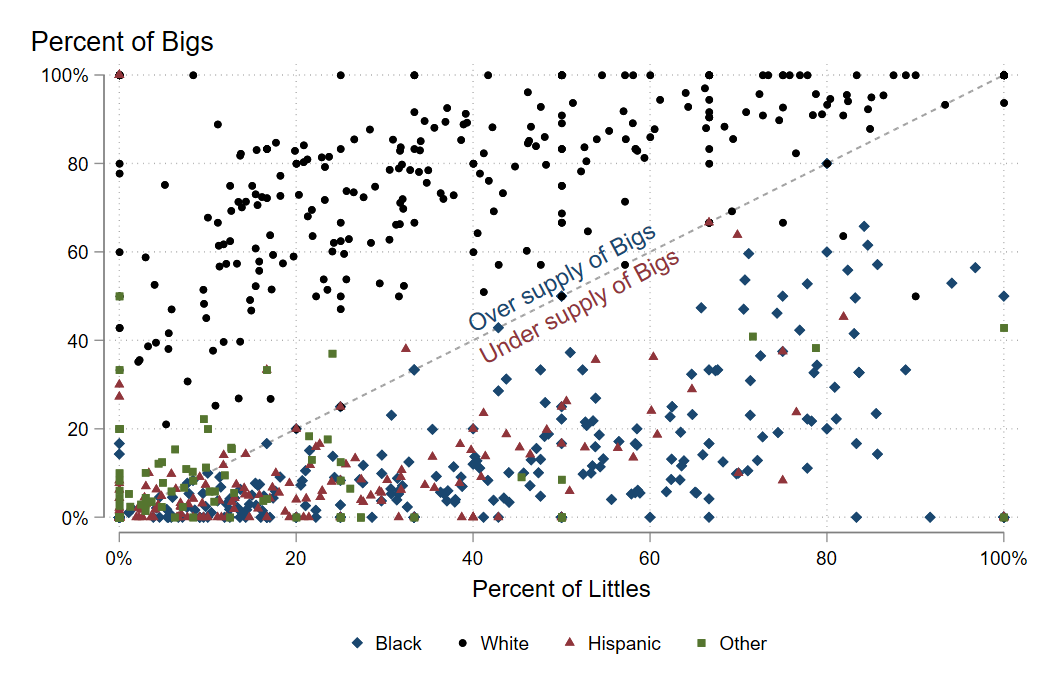 Percent of Bigs
100%
80
60
40
20
0%
Over supply of Bigs
Under supply of Bigs
0% 20 40 60 80 100%
Percent of Littles
Black White Hispanic Other